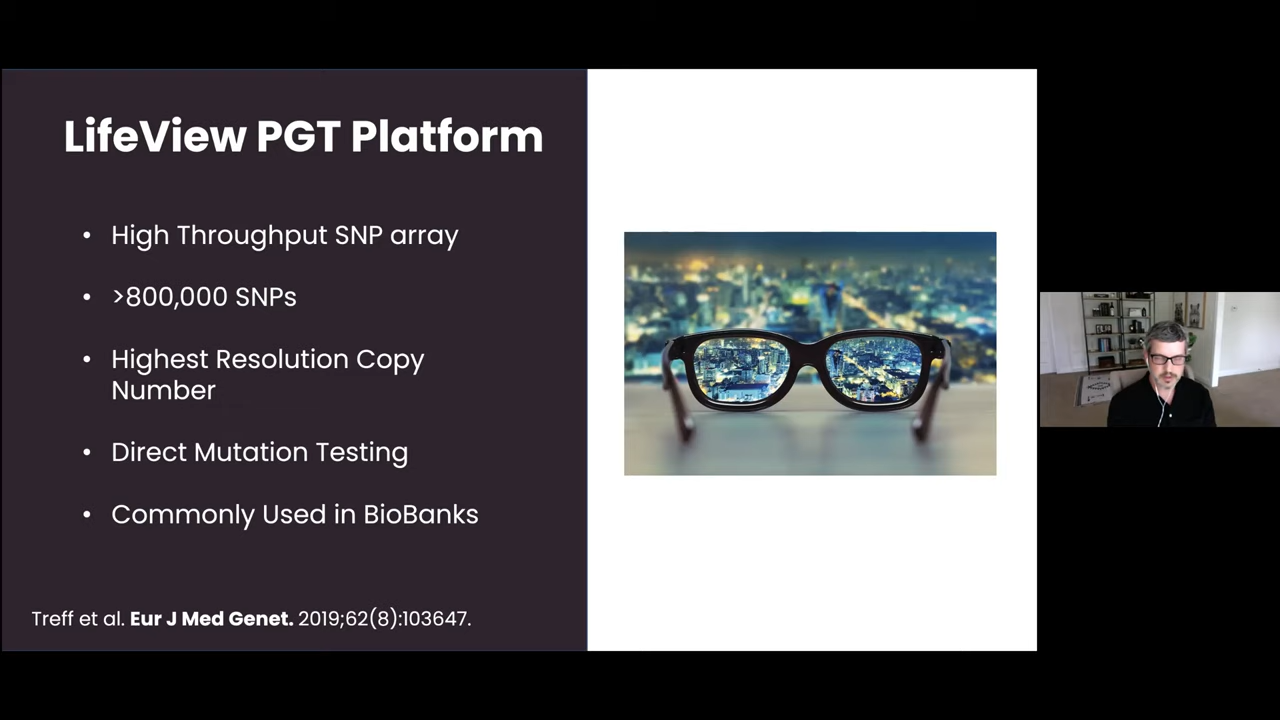 LifeView PGT Platform
• High Throughput SNP array
• >800,000 SNPs
• Highest Resolution Copy
Number
• Direct Mutation Testing
• Commonly Used in BioBanks
Treff et al. Eur J Med Genet. 2019;62(8):103647.